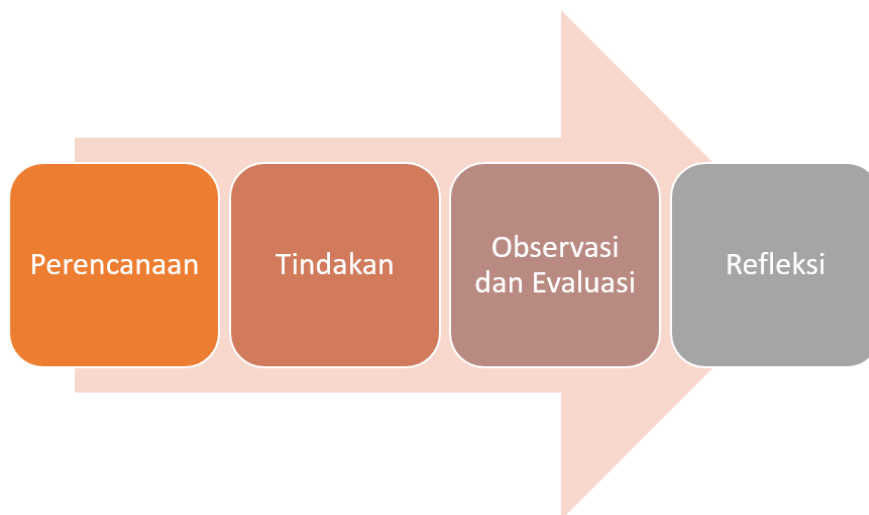 Perencanaan
Tindakan
Observasi
dan Evaluasi
Refleksi